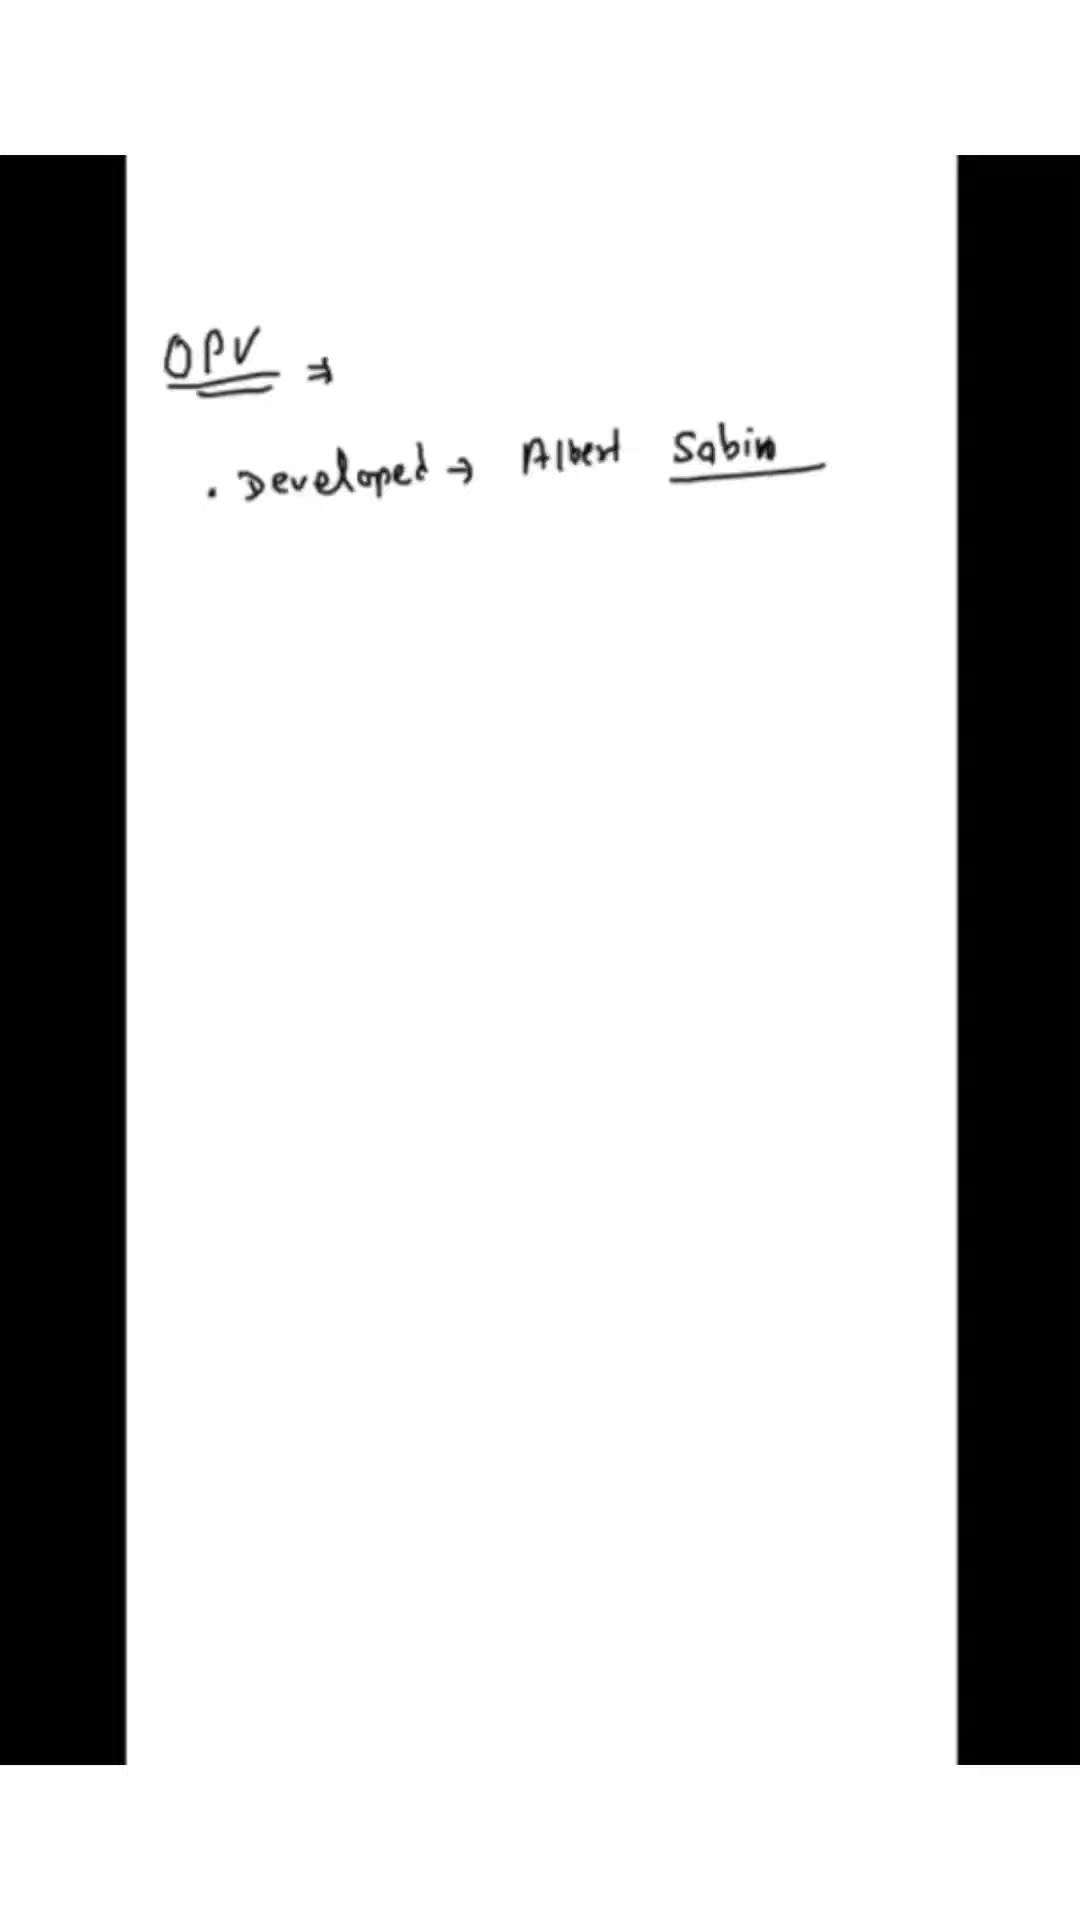 OPV ⇒
. Developed → Albert Sabin